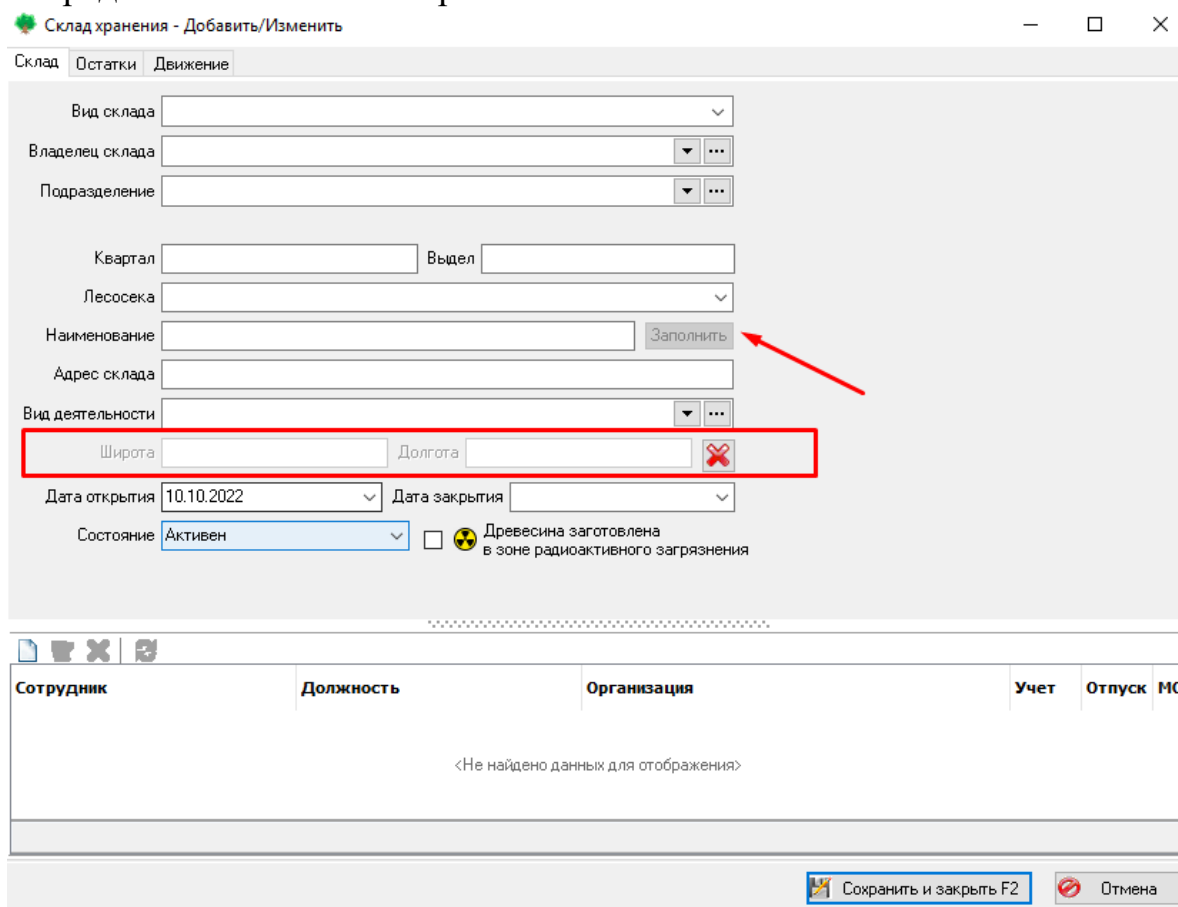 Склад хранения - Добавить/Изменить
Склад Остатки Движение
Вид склада
Владелец склада
Подразделение
Квартал Выдел
Лесосека
Наименование Заполнить
Адрес склада
Вид деятельности
Широта Долгота
Дата открытия 10.10.2022 Дата закрытия
Состояние Активен Древесина заготовлена
в зоне радиоактивного загрязнения
Сотрудник Должность Организация Учет Отпуск
<Не найдено данных для отображения>
Сохранить и закрыть F2 Отмена